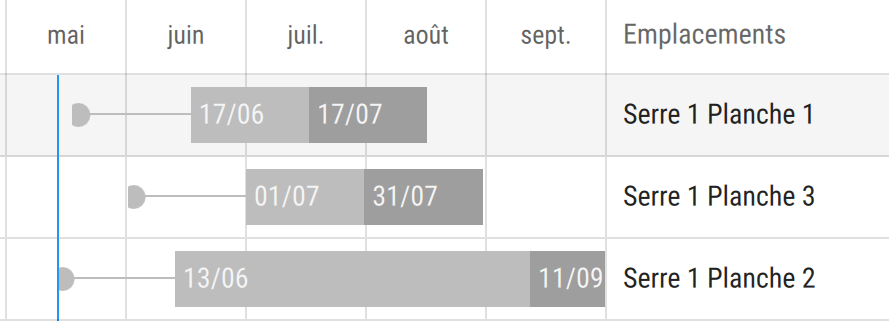 mai juin juil. août sept. Emplacements
17/06 17/07 Serre 1 Planche 1
01/07 31/07 Serre 1 Planche 3
13/06 11/09 Serre 1 Planche 2